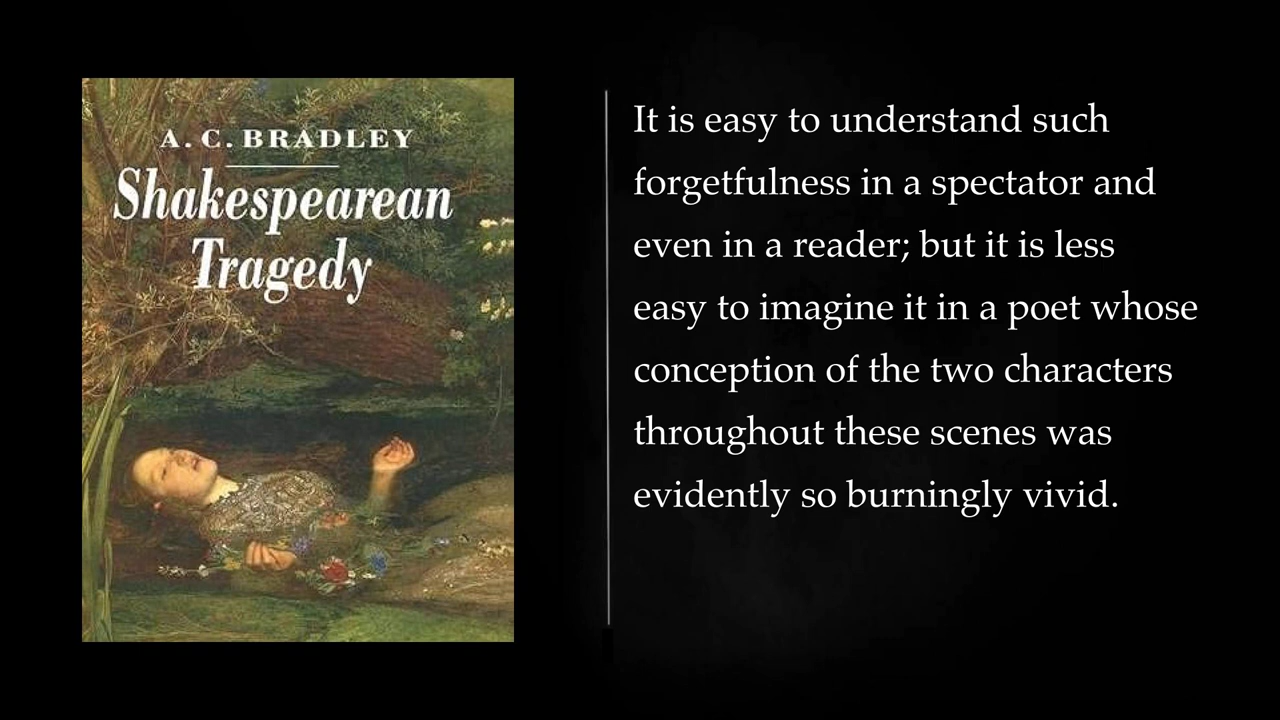 A. C. BRADLEY
Shakespearean
Tragedy
It is easy to understand such
forgetfulness in a spectator and
even in a reader; but it is less
easy to imagine it in a poet whose
conception of the two characters
throughout these scenes was
evidently so burningly vivid.